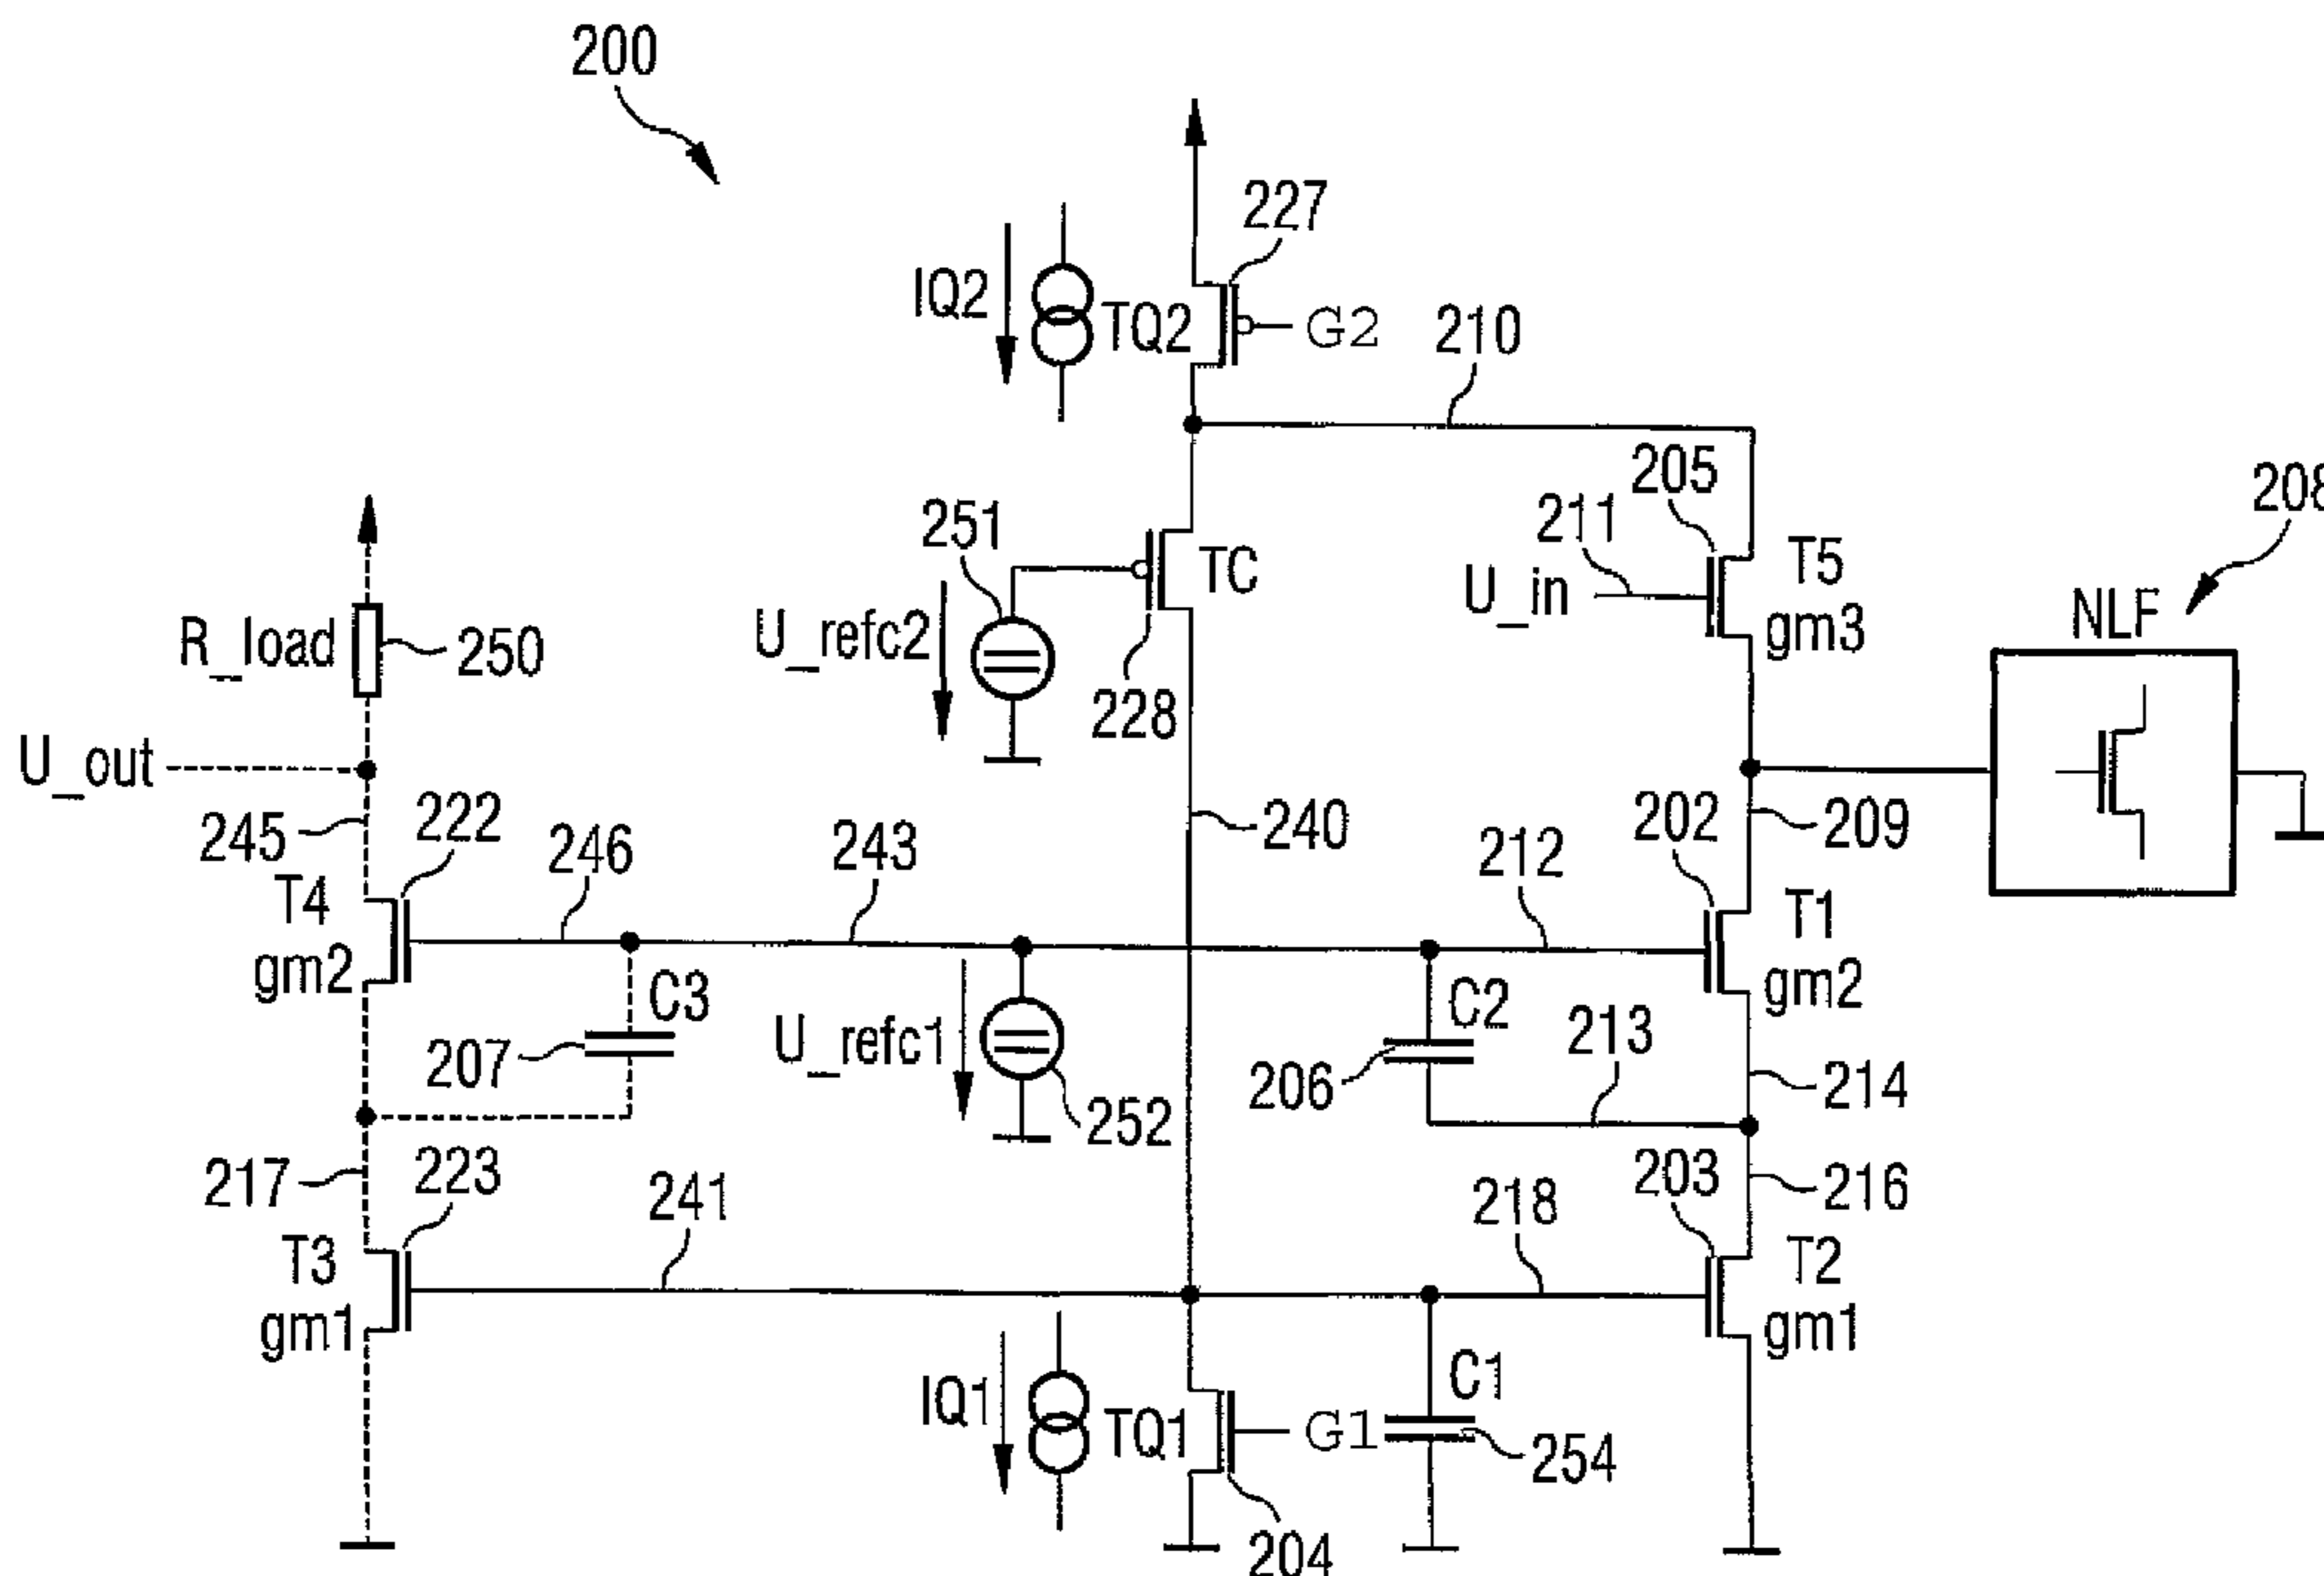 200
227
IQ2
TQ2
G2
210
205
208
251
211
T5
TC
U_in
gm3
NLF
R_load
250
U_refc2
228
U_out
245
222
246
243
240
212
202
209
T4
gm2
T1
gm2
C3
C2
207
U_refc1
213
206
214
252
217
223
241
218
203
216
T3
gm1
T2
gm1
IQ1
TQ1
G1
C1
254
204